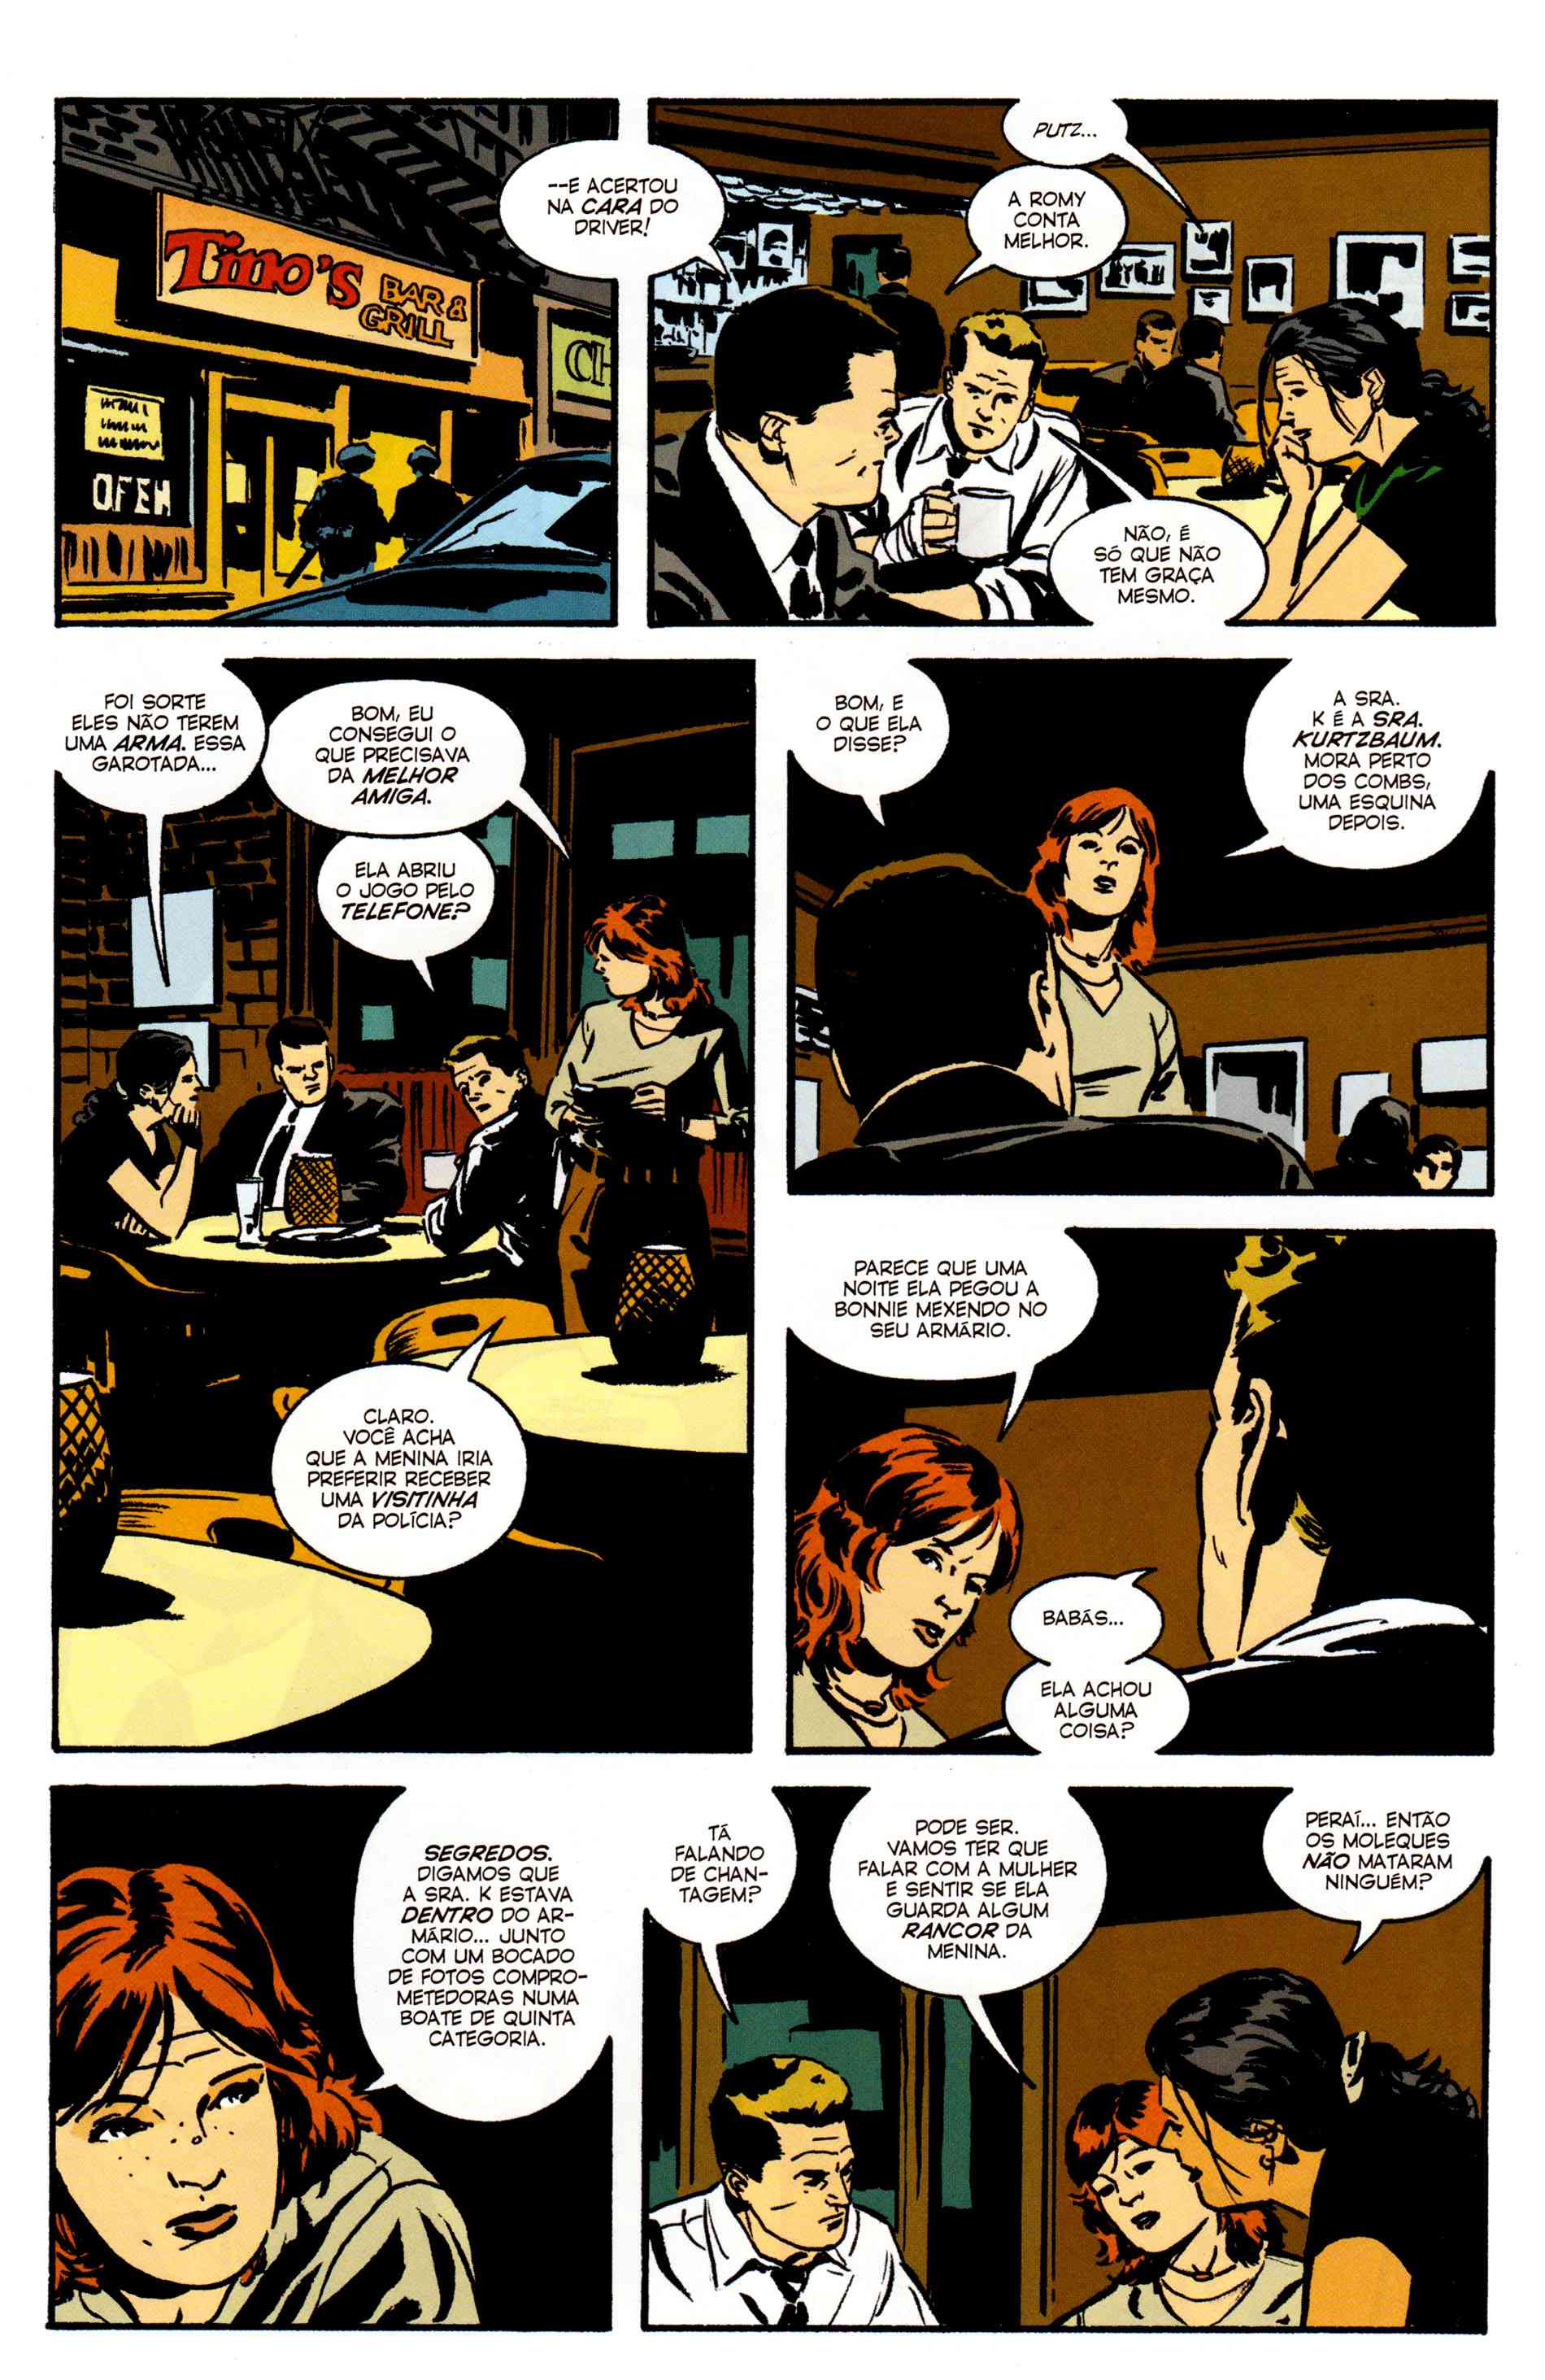 Tino's BAR &
GRILL
OPEN
CH
--E ACERTOU
NA CARA DO
DRIVER!
PUTZ...
A ROMY
CONTA
MELHOR.
NÃO, É
SÓ QUE NÃO
TEM GRAÇA
MESMO.
FOI SORTE
ELES NÃO TEREM
UMA ARMA. ESSA
GAROTADA...
BOM, EU
CONSEGUI O
QUE PRECISAVA
DA MELHOR
AMIGA.
ELA ABRIU
O JOGO PELO
TELEFONE?
CLARO.
VOCÊ ACHA
QUE A MENINA IRIA
PREFERIR RECEBER
UMA VISITINHA
DA POLÍCIA?
BOM, E
O QUE ELA
DISSE?
A SRA.
K É A SRA.
KURTZBAUM.
MORA PERTO
DOS COMBS,
UMA ESQUINA
DEPOIS.
PARECE QUE UMA
NOITE ELA PEGOU A
BONNIE MEXENDO NO
SEU ARMÁRIO.
BABÁS...
ELA ACHOU
ALGUMA
COISA?
SEGREDOS.
DIGAMOS QUE
A SRA. K ESTAVA
DENTRO DO AR-
MÁRIO... JUNTO
COM UM BOCADO
DE FOTOS COMPRO-
METEDORAS NUMA
BOATE DE QUINTA
CATEGORIA.
TÁ
FALANDO
DE CHAN-
TAGEM?
PODE SER.
VAMOS TER QUE
FALAR COM A MULHER
E SENTIR SE ELA
GUARDA ALGUM
RANCOR DA
MENINA.
PERAÍ... ENTÃO
OS MOLEQUES
NÃO MATARAM
NINGUÉM?